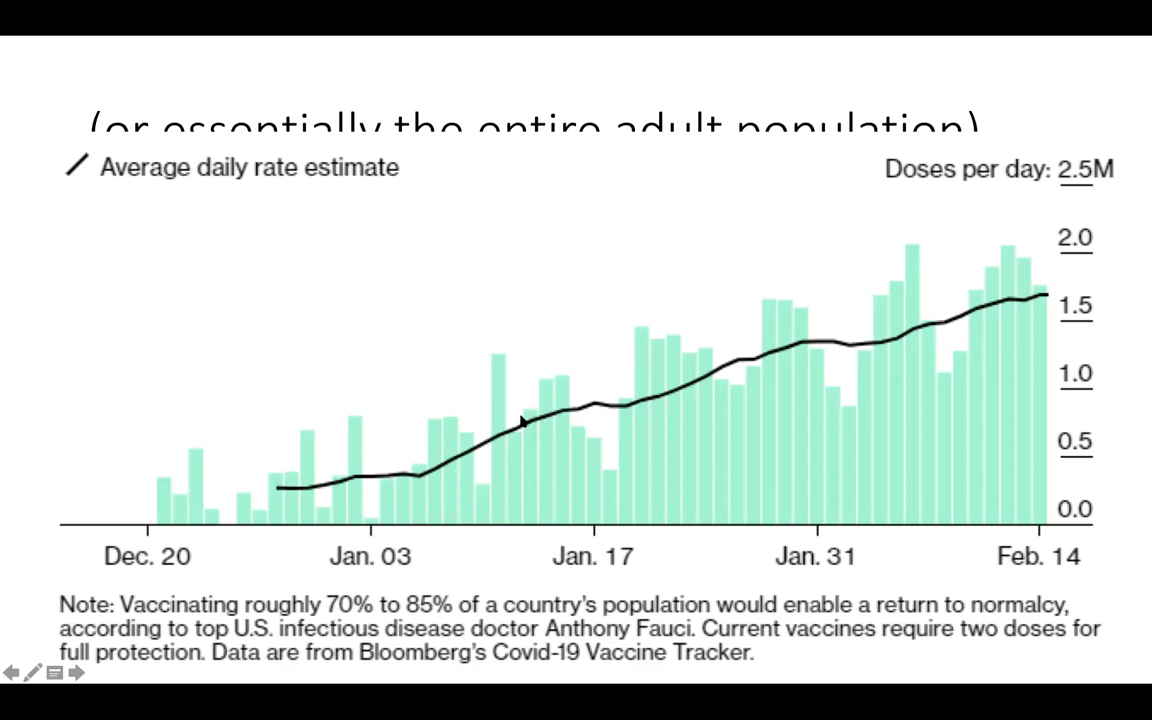 (or essentially the entire adult population)
Average daily rate estimate
Doses per day: 2.5M
2.0
1.5
1.0
0.5
0.0
Dec. 20 Jan. 03 Jan. 17 Jan. 31 Feb. 14
Note: Vaccinating roughly 70% to 85% of a country's population would enable a return to normalcy,
according to top U.S. infectious disease doctor Anthony Fauci. Current vaccines require two doses for
full protection. Data are from Bloomberg's Covid-19 Vaccine Tracker.